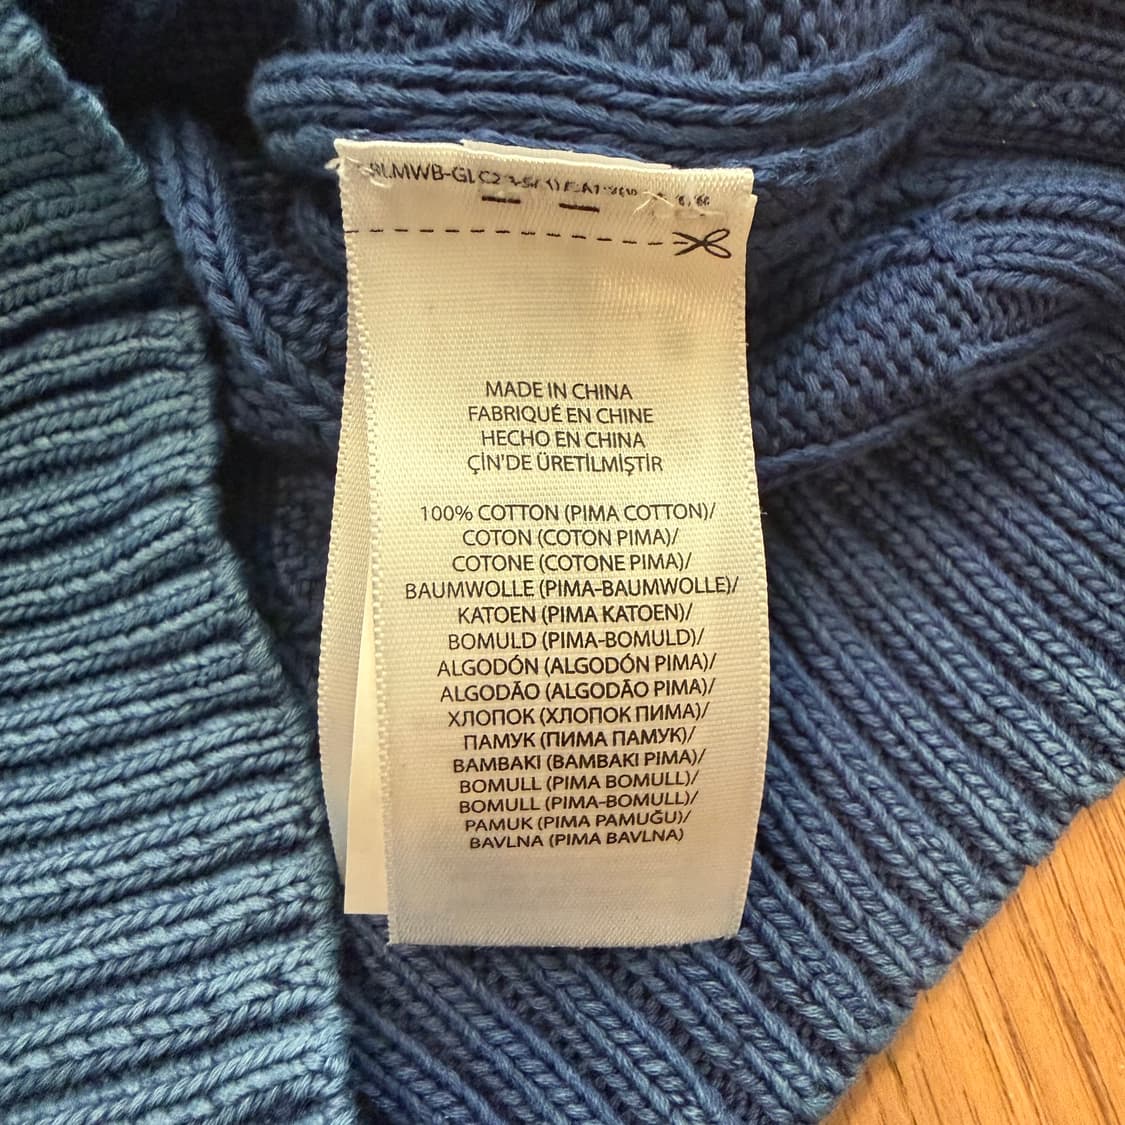 MADE IN CHINA
FABRIQUÉ EN CHINE
HECHO EN CHINA
ÇİN'DE ÜRETİLMİŞTİR
100% COTTON (PIMA COTTON)/
COTON (COTON PIMA)/
COTONE (COTONE PIMA)/
BAUMWOLLE (PIMA-BAUMWOLLE)/
KATOEN (PIMA KATOEN)/
BOMULD (PIMA-BOMULD)/
ALGODÓN (ALGODÓN PIMA)/
ALGODÃO (ALGODÃO PIMA)/
ХЛОПОК (ХЛОПОК ПИМА)/
ПАМУК (ПИМА ПАМУК)/
ΒΑΜΒΑΚΙ (ΒΑΜΒΑΚΙ PIMA)/
BOMULL (PIMA BOMULL)/
BOMULL (PIMA-BOMULL)/
PAMUK (PIMA PAMUĞU)/
BAVLNA (PIMA BAVLNA)